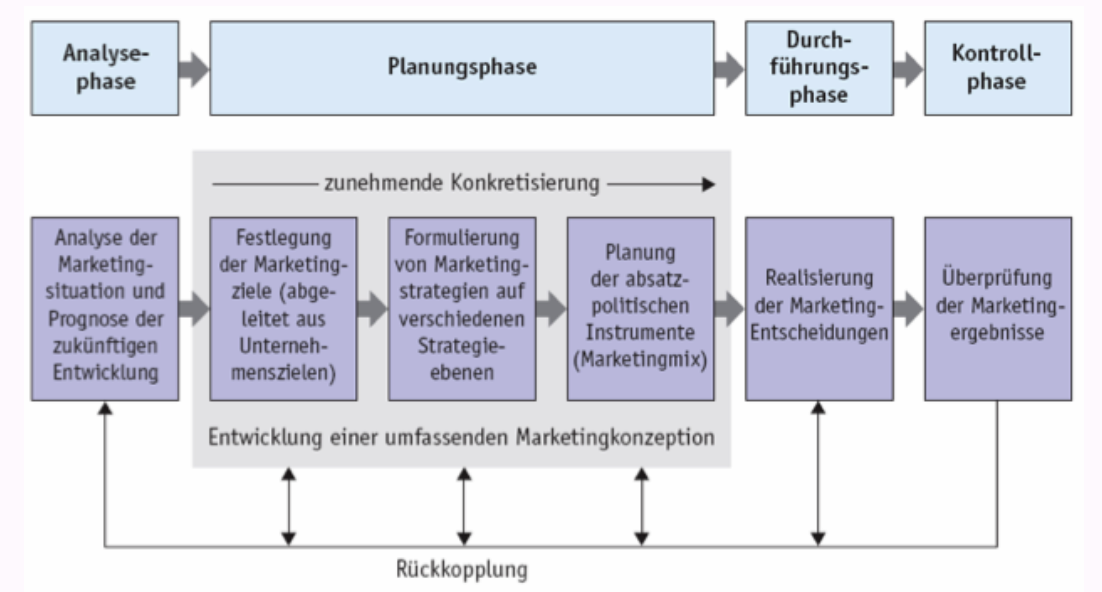 Analyse-
phase
Planungsphase
Durch-
führungs-
phase
Kontroll-
phase
zunehmende Konkretisierung
Analyse der
Marketing-
situation und
Prognose der
zukünftigen
Entwicklung
Festlegung
der Marketing-
ziele (abge-
leitet aus
Unterneh-
menszielen)
Formulierung
von Marketing-
strategien auf
verschiedenen
Strategie-
ebenen
Planung
der absatz-
politischen
Instrumente
(Marketingmix)
Realisierung
der Marketing-
Entscheidungen
Überprüfung
der Marketing-
ergebnisse
Entwicklung einer umfassenden Marketingkonzeption
Rückkopplung